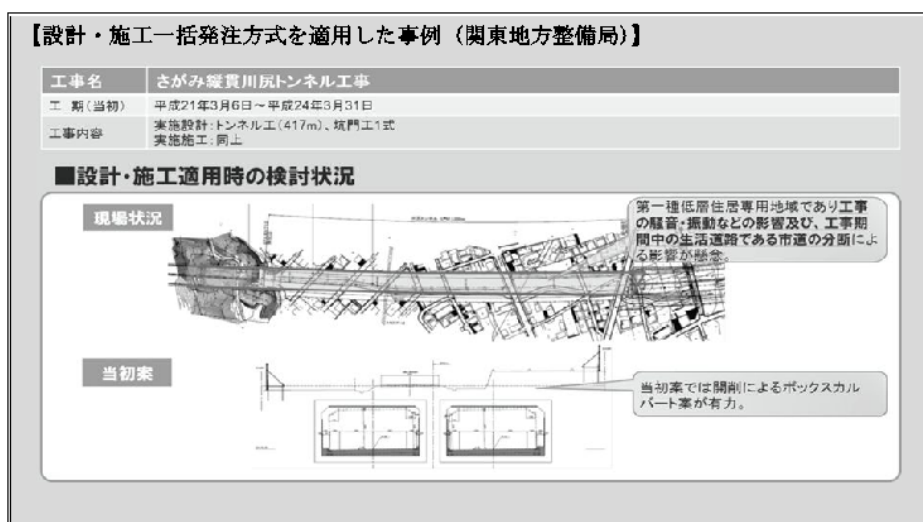 【設計・施工一括発注方式を適用した事例（関東地方整備局）】
工事名 さがみ縦貫川尻トンネル工事
工 期(当初) 平成21年3月6日～平成24年3月31日
工事内容 実施設計:トンネル工(417m)、坑門工1式
実施施工:同上
■設計・施工適用時の検討状況
現場状況
第一種低層住居専用地域であり工事
の騒音・振動などの影響及び、工事期
間中の生活道路である市道の分断によ
る影響が懸念。
当初案
当初案では開削によるボックスカル
バート案が有力。